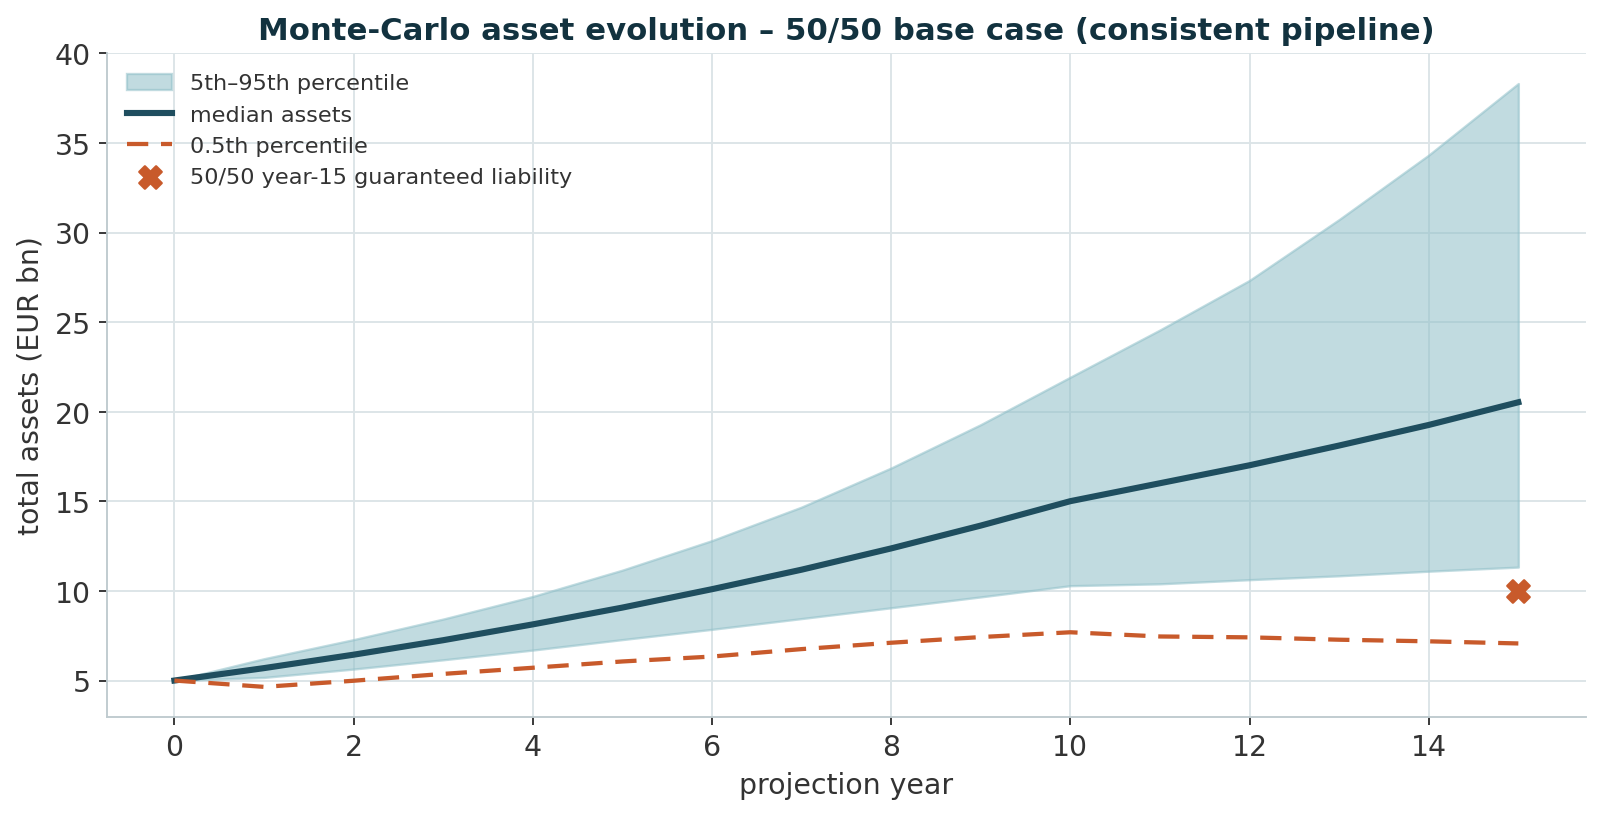 Monte-Carlo asset evolution – 50/50 base case (consistent pipeline)
5th–95th percentile
median assets
0.5th percentile
50/50 year-15 guaranteed liability
total assets (EUR bn)
40
35
30
25
20
15
10
5
0 2 4 6 8 10 12 14
projection year